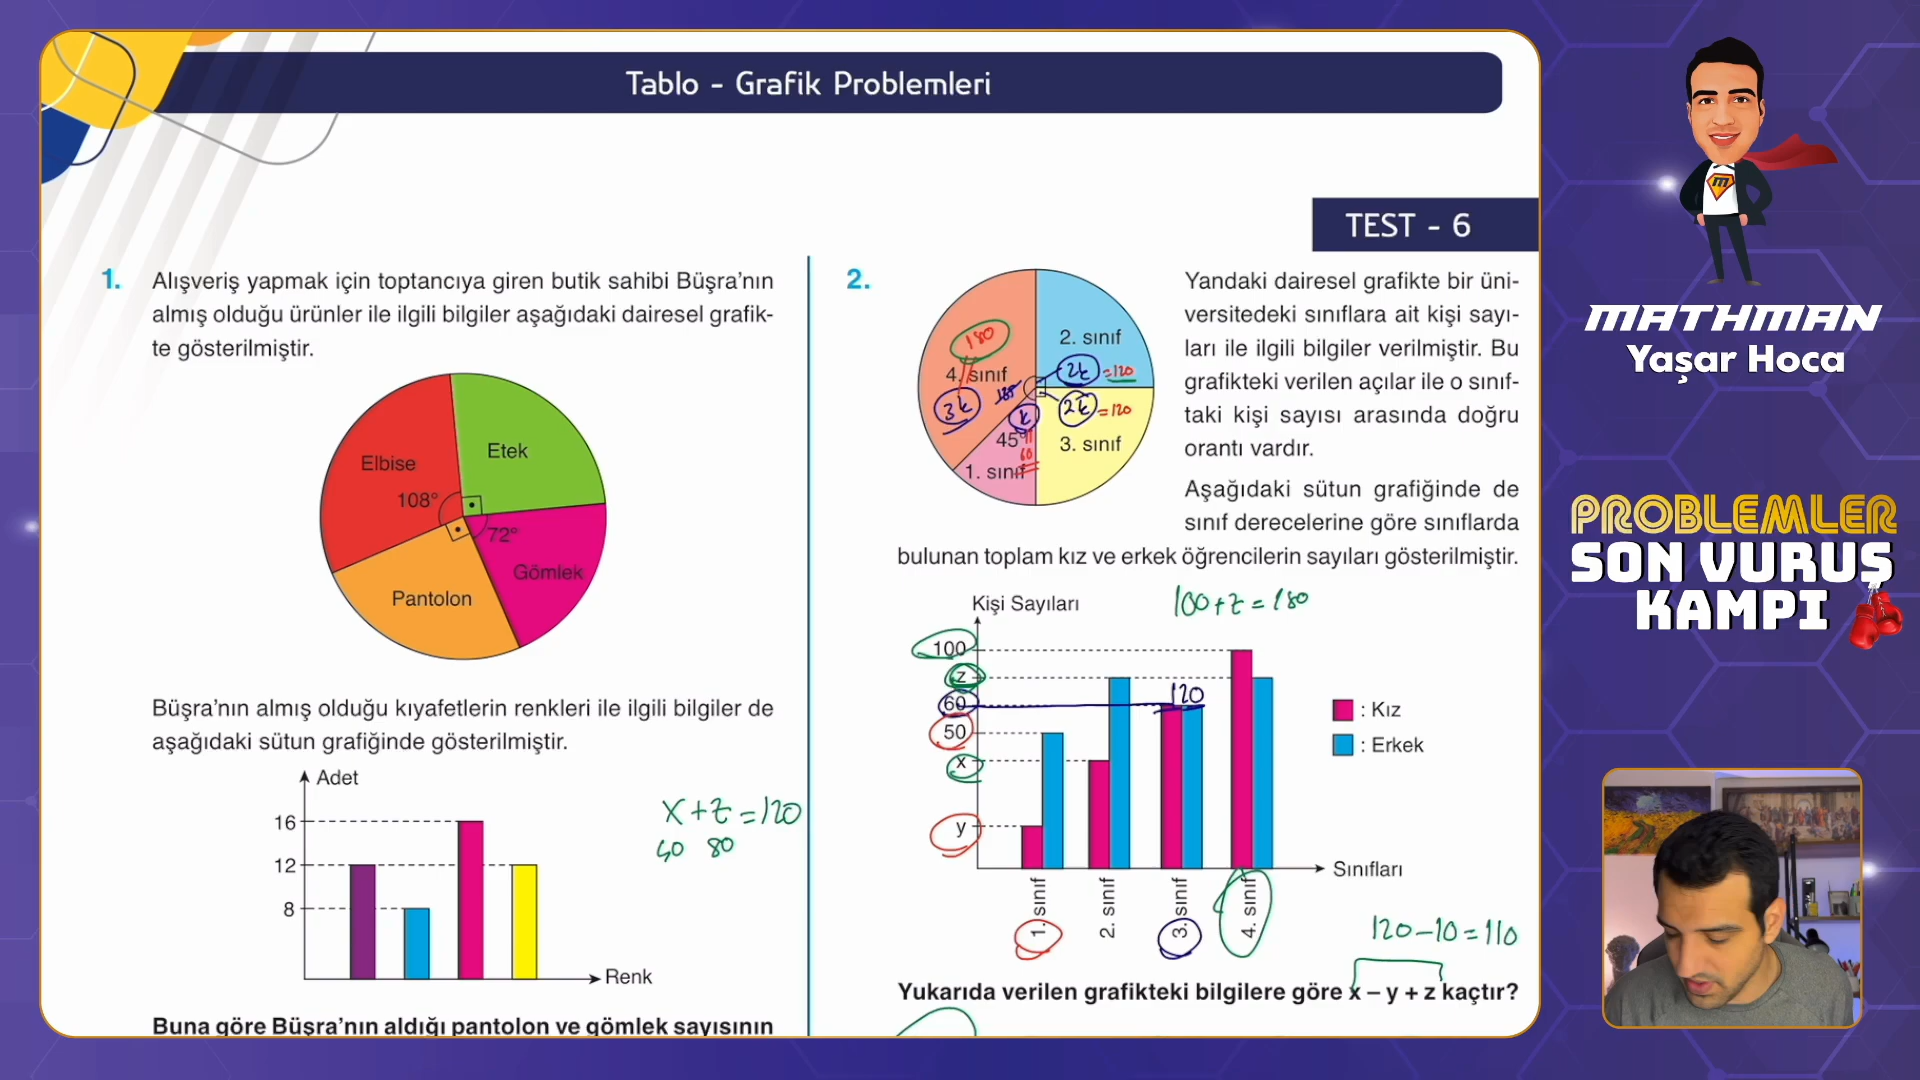 Tablo - Grafik Problemleri
TEST - 6
1.
Alışveriş yapmak için toptancıya giren butik sahibi Büşra’nın
almış olduğu ürünler ile ilgili bilgiler aşağıdaki dairesel grafik-
te gösterilmiştir.
Elbise
Etek
108°
72°
Gömlek
Pantolon
Büşra’nın almış olduğu kıyafetlerin renkleri ile ilgili bilgiler de
aşağıdaki sütun grafiğinde gösterilmiştir.
Adet
16
12
8
Renk
x+z=120
40 80
Buna göre Büşra’nın aldığı pantolon ve gömlek sayısının
2.
180
4. sınıf
3k
135
2. sınıf
2k =120
2k =120
3. sınıf
k
45°
60
1. sınıf
Yandaki dairesel grafikte bir üni-
versitedeki sınıflara ait kişi sayı-
ları ile ilgili bilgiler verilmiştir. Bu
grafikteki verilen açılar ile o sınıf-
taki kişi sayısı arasında doğru
orantı vardır.
Aşağıdaki sütun grafiğinde de
sınıf derecelerine göre sınıflarda
bulunan toplam kız ve erkek öğrencilerin sayıları gösterilmiştir.
Kişi Sayıları
100+z=180
100
z
60
50
x
y
120
: Kız
: Erkek
Sınıfları
1. sınıf
2. sınıf
3. sınıf
4. sınıf
120-10=110
Yukarıda verilen grafikteki bilgilere göre x – y + z kaçtır?
m
MATHMAN
Yaşar Hoca
PROBLEMLER
SON VURUŞ
KAMPI